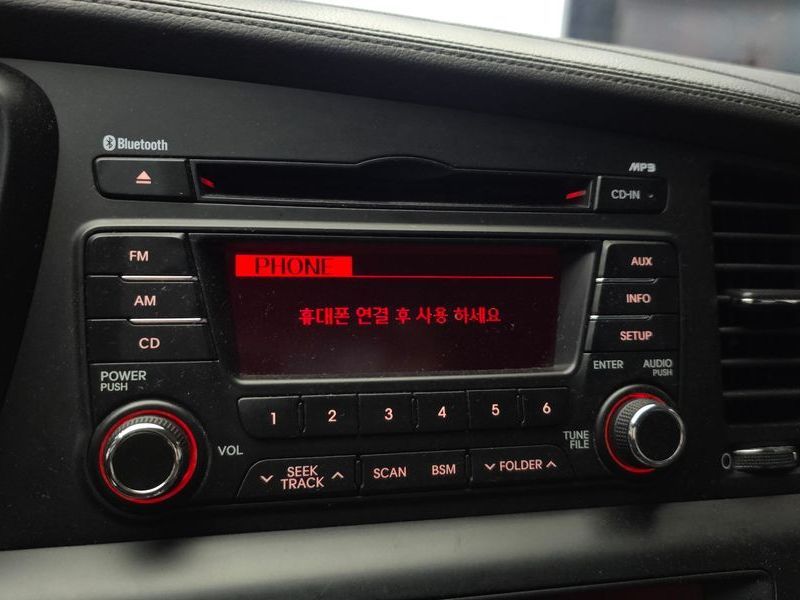 Bluetooth
MP3
CD-IN
FM
PHONE
AUX
AM
휴대폰 연결 후 사용 하세요
INFO
CD
SETUP
POWER
PUSH
ENTER
AUDIO
PUSH
1 2 3 4 5 6
VOL
TUNE
FILE
SEEK
TRACK
SCAN
BSM
FOLDER
0